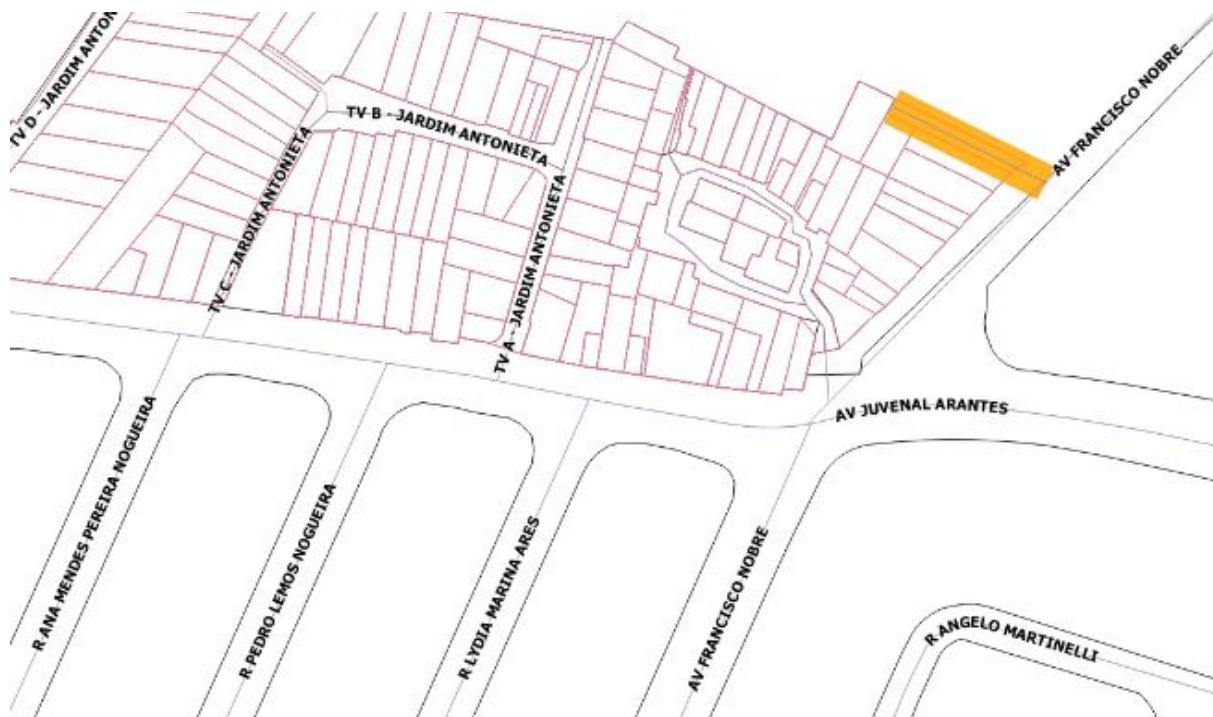 TV D - JARDIM ANTON
TV B - JARDIM ANTONIETA
AV FRANCISCO NOBRE
TV C - JARDIM ANTONIETA
TV A - JARDIM ANTONIETA
AV JUVENAL ARANTES
R ANA MENDES PEREIRA NOGUEIRA
R PEDRO LEMOS NOGUEIRA
R LYDIA MARINA ARES
AV FRANCISCO NOBRE
R ANGELO MARTINELLI